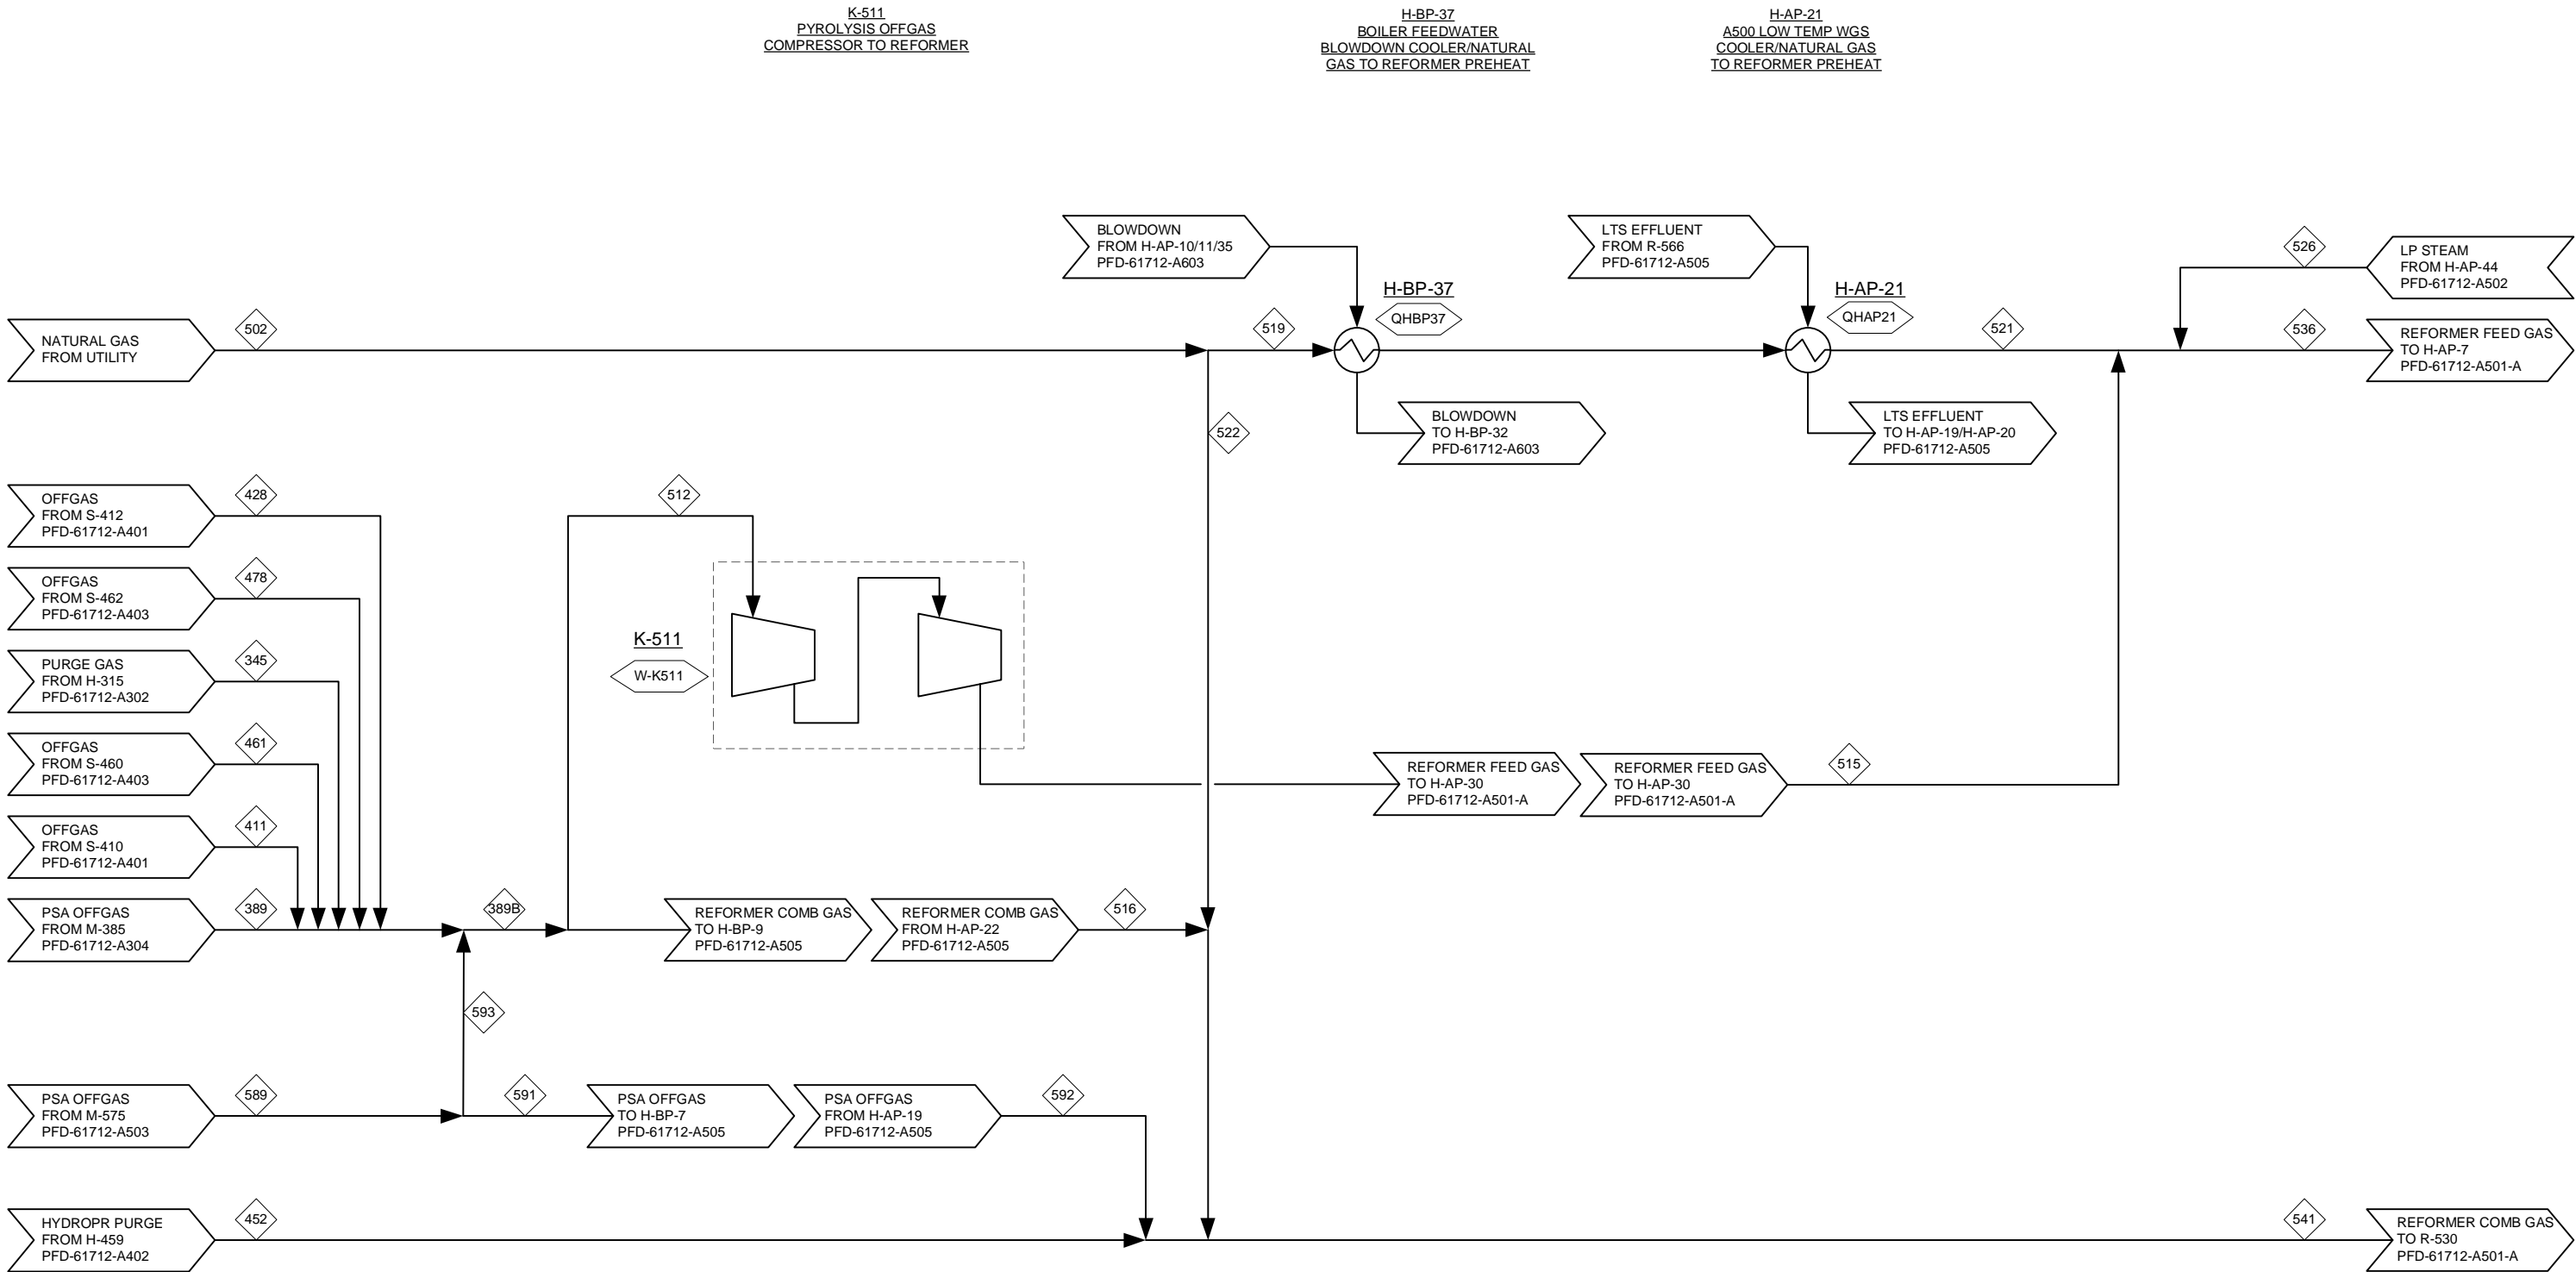 K-511
PYROLYSIS OFFGAS
COMPRESSOR TO REFORMER
H-BP-37
BOILER FEEDWATER
BLOWDOWN COOLER/NATURAL
GAS TO REFORMER PREHEAT
H-AP-21
A500 LOW TEMP WGS
COOLER/NATURAL GAS
TO REFORMER PREHEAT
BLOWDOWN
FROM H-AP-10/11/35
PFD-61712-A603
LTS EFFLUENT
FROM R-566
PFD-61712-A505
526
LP STEAM
FROM H-AP-44
PFD-61712-A502
H-BP-37
QHBP37
H-AP-21
QHAP21
NATURAL GAS
FROM UTILITY
502
519
521
536
REFORMER FEED GAS
TO H-AP-7
PFD-61712-A501-A
522
BLOWDOWN
TO H-BP-32
PFD-61712-A603
LTS EFFLUENT
TO H-AP-19/H-AP-20
PFD-61712-A505
OFFGAS
FROM S-412
PFD-61712-A401
428
512
OFFGAS
FROM S-462
PFD-61712-A403
478
K-511
W-K511
PURGE GAS
FROM H-315
PFD-61712-A302
345
OFFGAS
FROM S-460
PFD-61712-A403
461
REFORMER FEED GAS
TO H-AP-30
PFD-61712-A501-A
REFORMER FEED GAS
TO H-AP-30
PFD-61712-A501-A
515
OFFGAS
FROM S-410
PFD-61712-A401
411
PSA OFFGAS
FROM M-385
PFD-61712-A304
389
389B
REFORMER COMB GAS
TO H-BP-9
PFD-61712-A505
REFORMER COMB GAS
FROM H-AP-22
PFD-61712-A505
516
593
PSA OFFGAS
FROM M-575
PFD-61712-A503
589
591
PSA OFFGAS
TO H-BP-7
PFD-61712-A505
PSA OFFGAS
FROM H-AP-19
PFD-61712-A505
592
HYDROPR PURGE
FROM H-459
PFD-61712-A402
452
541
REFORMER COMB GAS
TO R-530
PFD-61712-A501-A